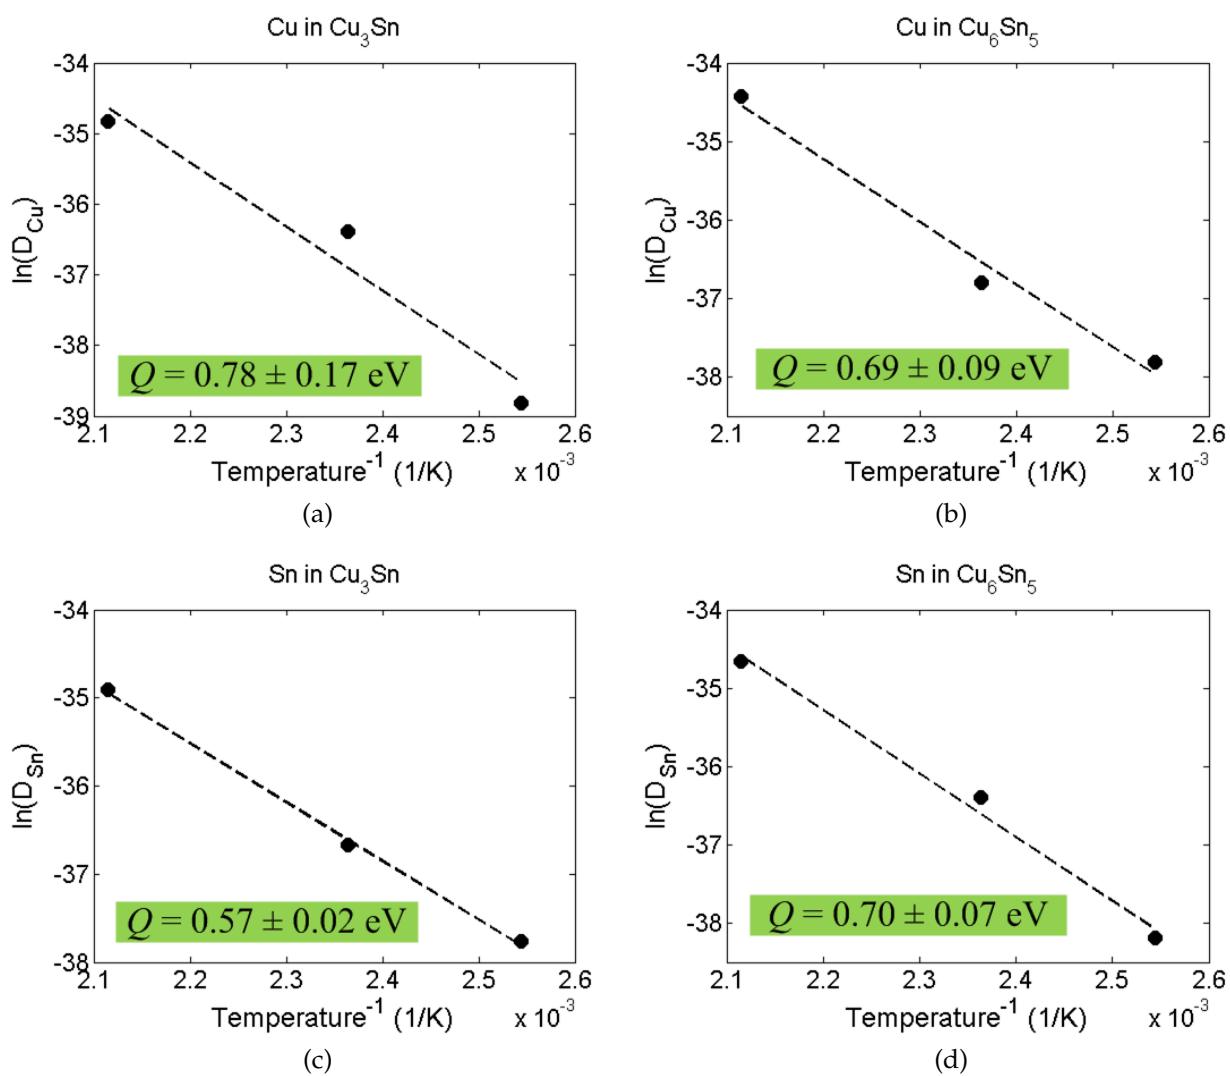 Cu in Cu3Sn
-34
-35
-36
-37
-38
-39
ln(DCu)
Q = 0.78 ± 0.17 eV
2.1 2.2 2.3 2.4 2.5 2.6
Temperature-1 (1/K) x 10-3
(a)
Cu in Cu6Sn5
-34
-35
-36
-37
-38
ln(DCu)
Q = 0.69 ± 0.09 eV
2.1 2.2 2.3 2.4 2.5 2.6
Temperature-1 (1/K) x 10-3
(b)
Sn in Cu3Sn
-34
-35
-36
-37
-38
ln(DSn)
Q = 0.57 ± 0.02 eV
2.1 2.2 2.3 2.4 2.5 2.6
Temperature-1 (1/K) x 10-3
(c)
Sn in Cu6Sn5
-34
-35
-36
-37
-38
ln(DSn)
Q = 0.70 ± 0.07 eV
2.1 2.2 2.3 2.4 2.5 2.6
Temperature-1 (1/K) x 10-3
(d)